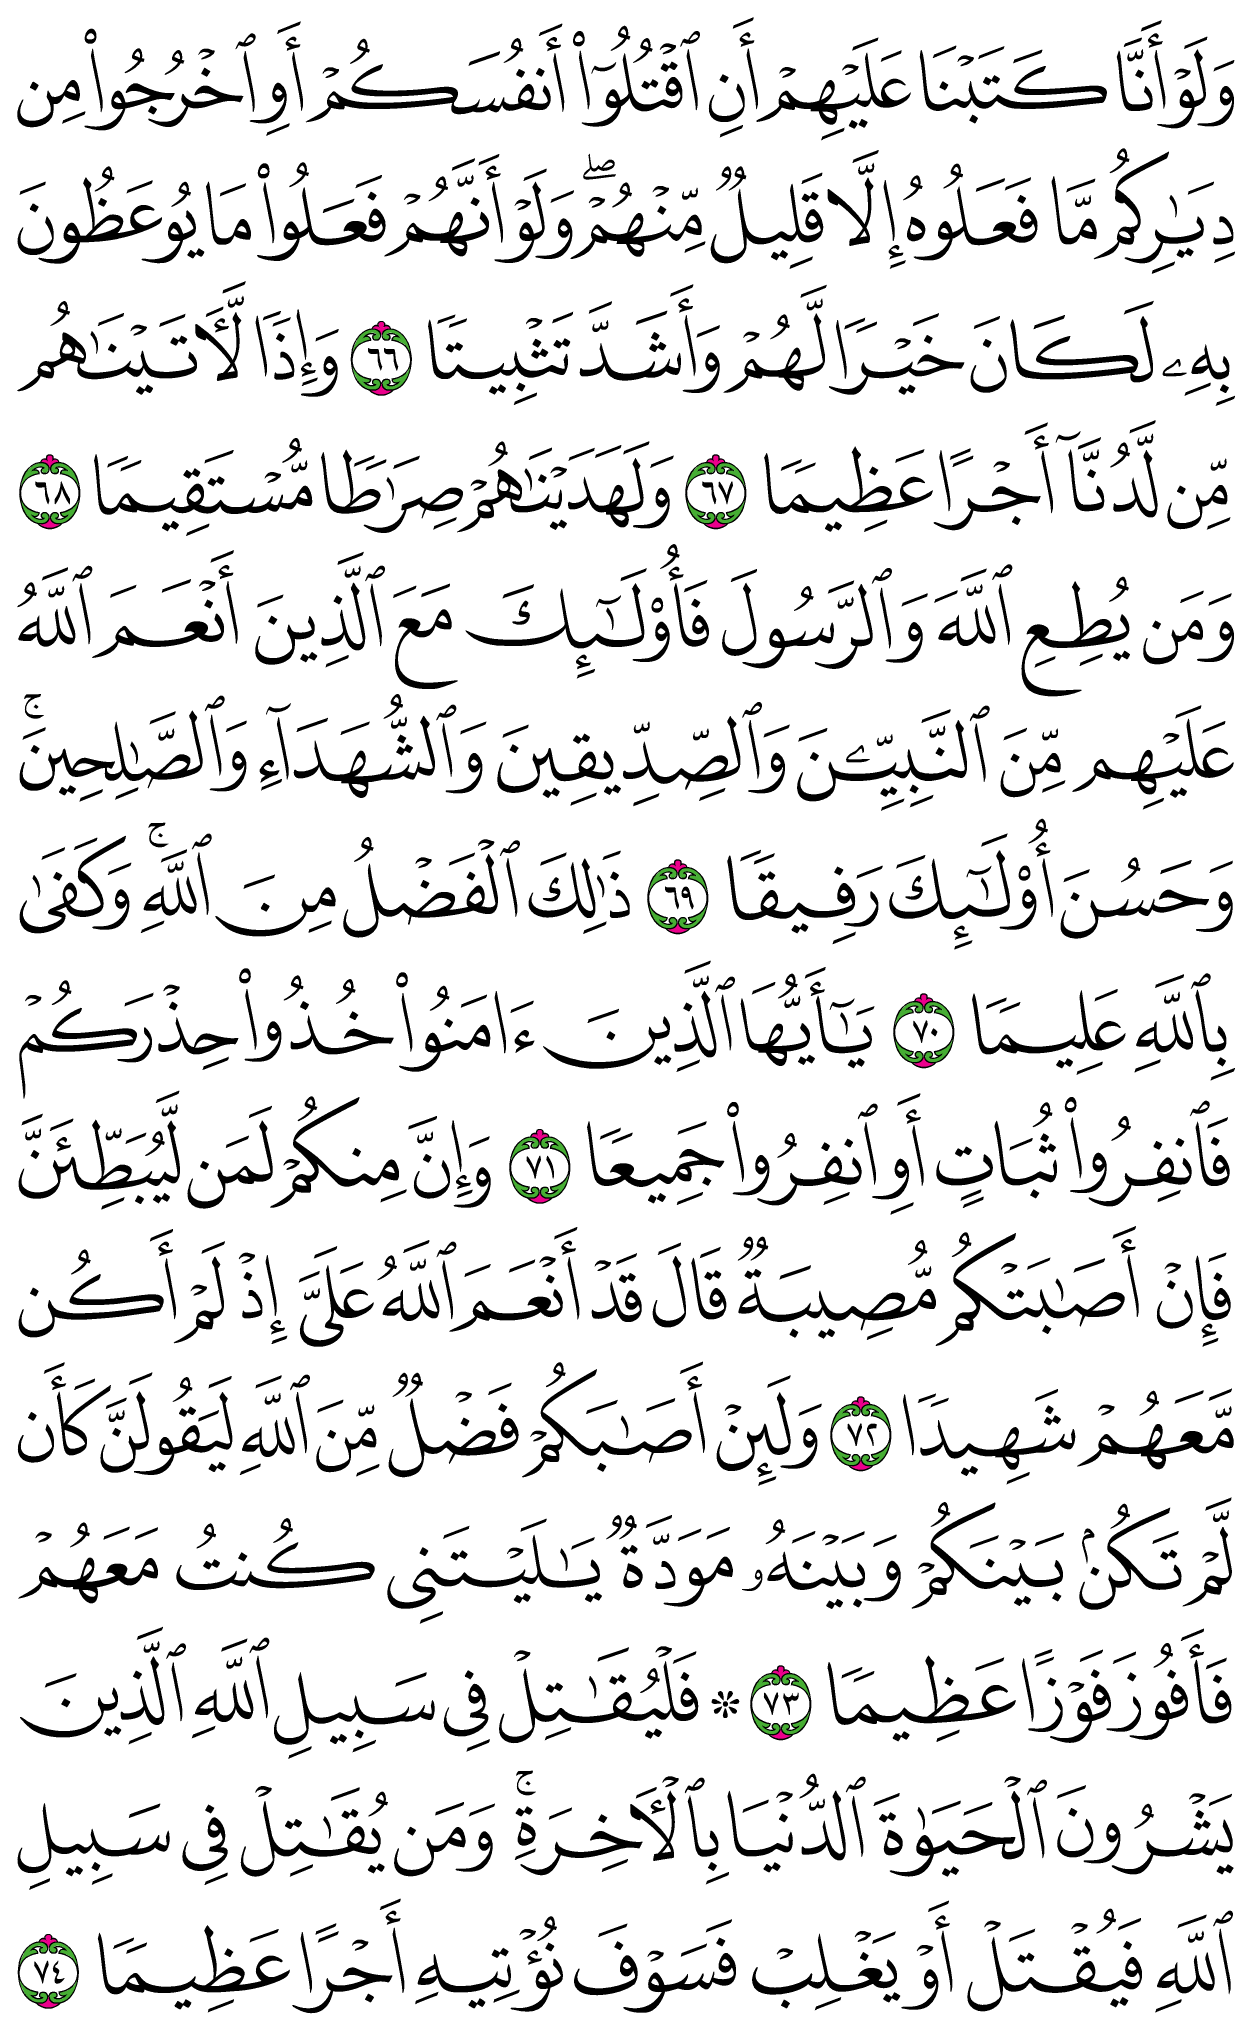 وَلَوۡ أَنَّا كَتَبۡنَا عَلَيۡهِمۡ أَنِ ٱقۡتُلُوٓاْ أَنفُسَكُمۡ أَوِ ٱخۡرُجُواْ مِن
دِيَٰرِكُم مَّا فَعَلُوهُ إِلَّا قَلِيلٞ مِّنۡهُمۡۖ وَلَوۡ أَنَّهُمۡ فَعَلُواْ مَا يُوعَظُونَ
بِهِۦ لَكَانَ خَيۡرٗا لَّهُمۡ وَأَشَدَّ تَثۡبِيتٗا ٦٦ وَإِذٗا لَّأٓتَيۡنَٰهُم
مِّن لَّدُنَّآ أَجۡرًا عَظِيمٗا ٦٧ وَلَهَدَيۡنَٰهُمۡ صِرَٰطٗا مُّسۡتَقِيمٗا ٦٨
وَمَن يُطِعِ ٱللَّهَ وَٱلرَّسُولَ فَأُوْلَٰٓئِكَ مَعَ ٱلَّذِينَ أَنۡعَمَ ٱللَّهُ
عَلَيۡهِم مِّنَ ٱلنَّبِيِّـۧنَ وَٱلصِّدِّيقِينَ وَٱلشُّهَدَآءِ وَٱلصَّٰلِحِينَۚ
وَحَسُنَ أُوْلَٰٓئِكَ رَفِيقٗا ٦٩ ذَٰلِكَ ٱلۡفَضۡلُ مِنَ ٱللَّهِۚ وَكَفَىٰ
بِٱللَّهِ عَلِيمٗا ٧٠ يَٰٓأَيُّهَا ٱلَّذِينَ ءَامَنُواْ خُذُواْ حِذۡرَكُمۡ
فَٱنفِرُواْ ثُبَاتٍ أَوِ ٱنفِرُواْ جَمِيعٗا ٧١ وَإِنَّ مِنكُمۡ لَمَن لَّيُبَطِّئَنَّ
فَإِنۡ أَصَٰبَتۡكُم مُّصِيبَةٞ قَالَ قَدۡ أَنۡعَمَ ٱللَّهُ عَلَيَّ إِذۡ لَمۡ أَكُن
مَّعَهُمۡ شَهِيدٗا ٧٢ وَلَئِنۡ أَصَٰبَكُمۡ فَضۡلٞ مِّنَ ٱللَّهِ لَيَقُولَنَّ كَأَن
لَّمۡ تَكُنۢ بَيۡنَكُمۡ وَبَيۡنَهُۥ مَوَدَّةٞ يَٰلَيۡتَنِي كُنتُ مَعَهُمۡ
فَأَفُوزَ فَوۡزًا عَظِيمٗا ٧٣ ۞ فَلۡيُقَٰتِلۡ فِي سَبِيلِ ٱللَّهِ ٱلَّذِينَ
يَشۡرُونَ ٱلۡحَيَوٰةَ ٱلدُّنۡيَا بِٱلۡأٓخِرَةِۚ وَمَن يُقَٰتِلۡ فِي سَبِيلِ
ٱللَّهِ فَيُقۡتَلۡ أَوۡ يَغۡلِبۡ فَسَوۡفَ نُؤۡتِيهِ أَجۡرًا عَظِيمٗا ٧٤